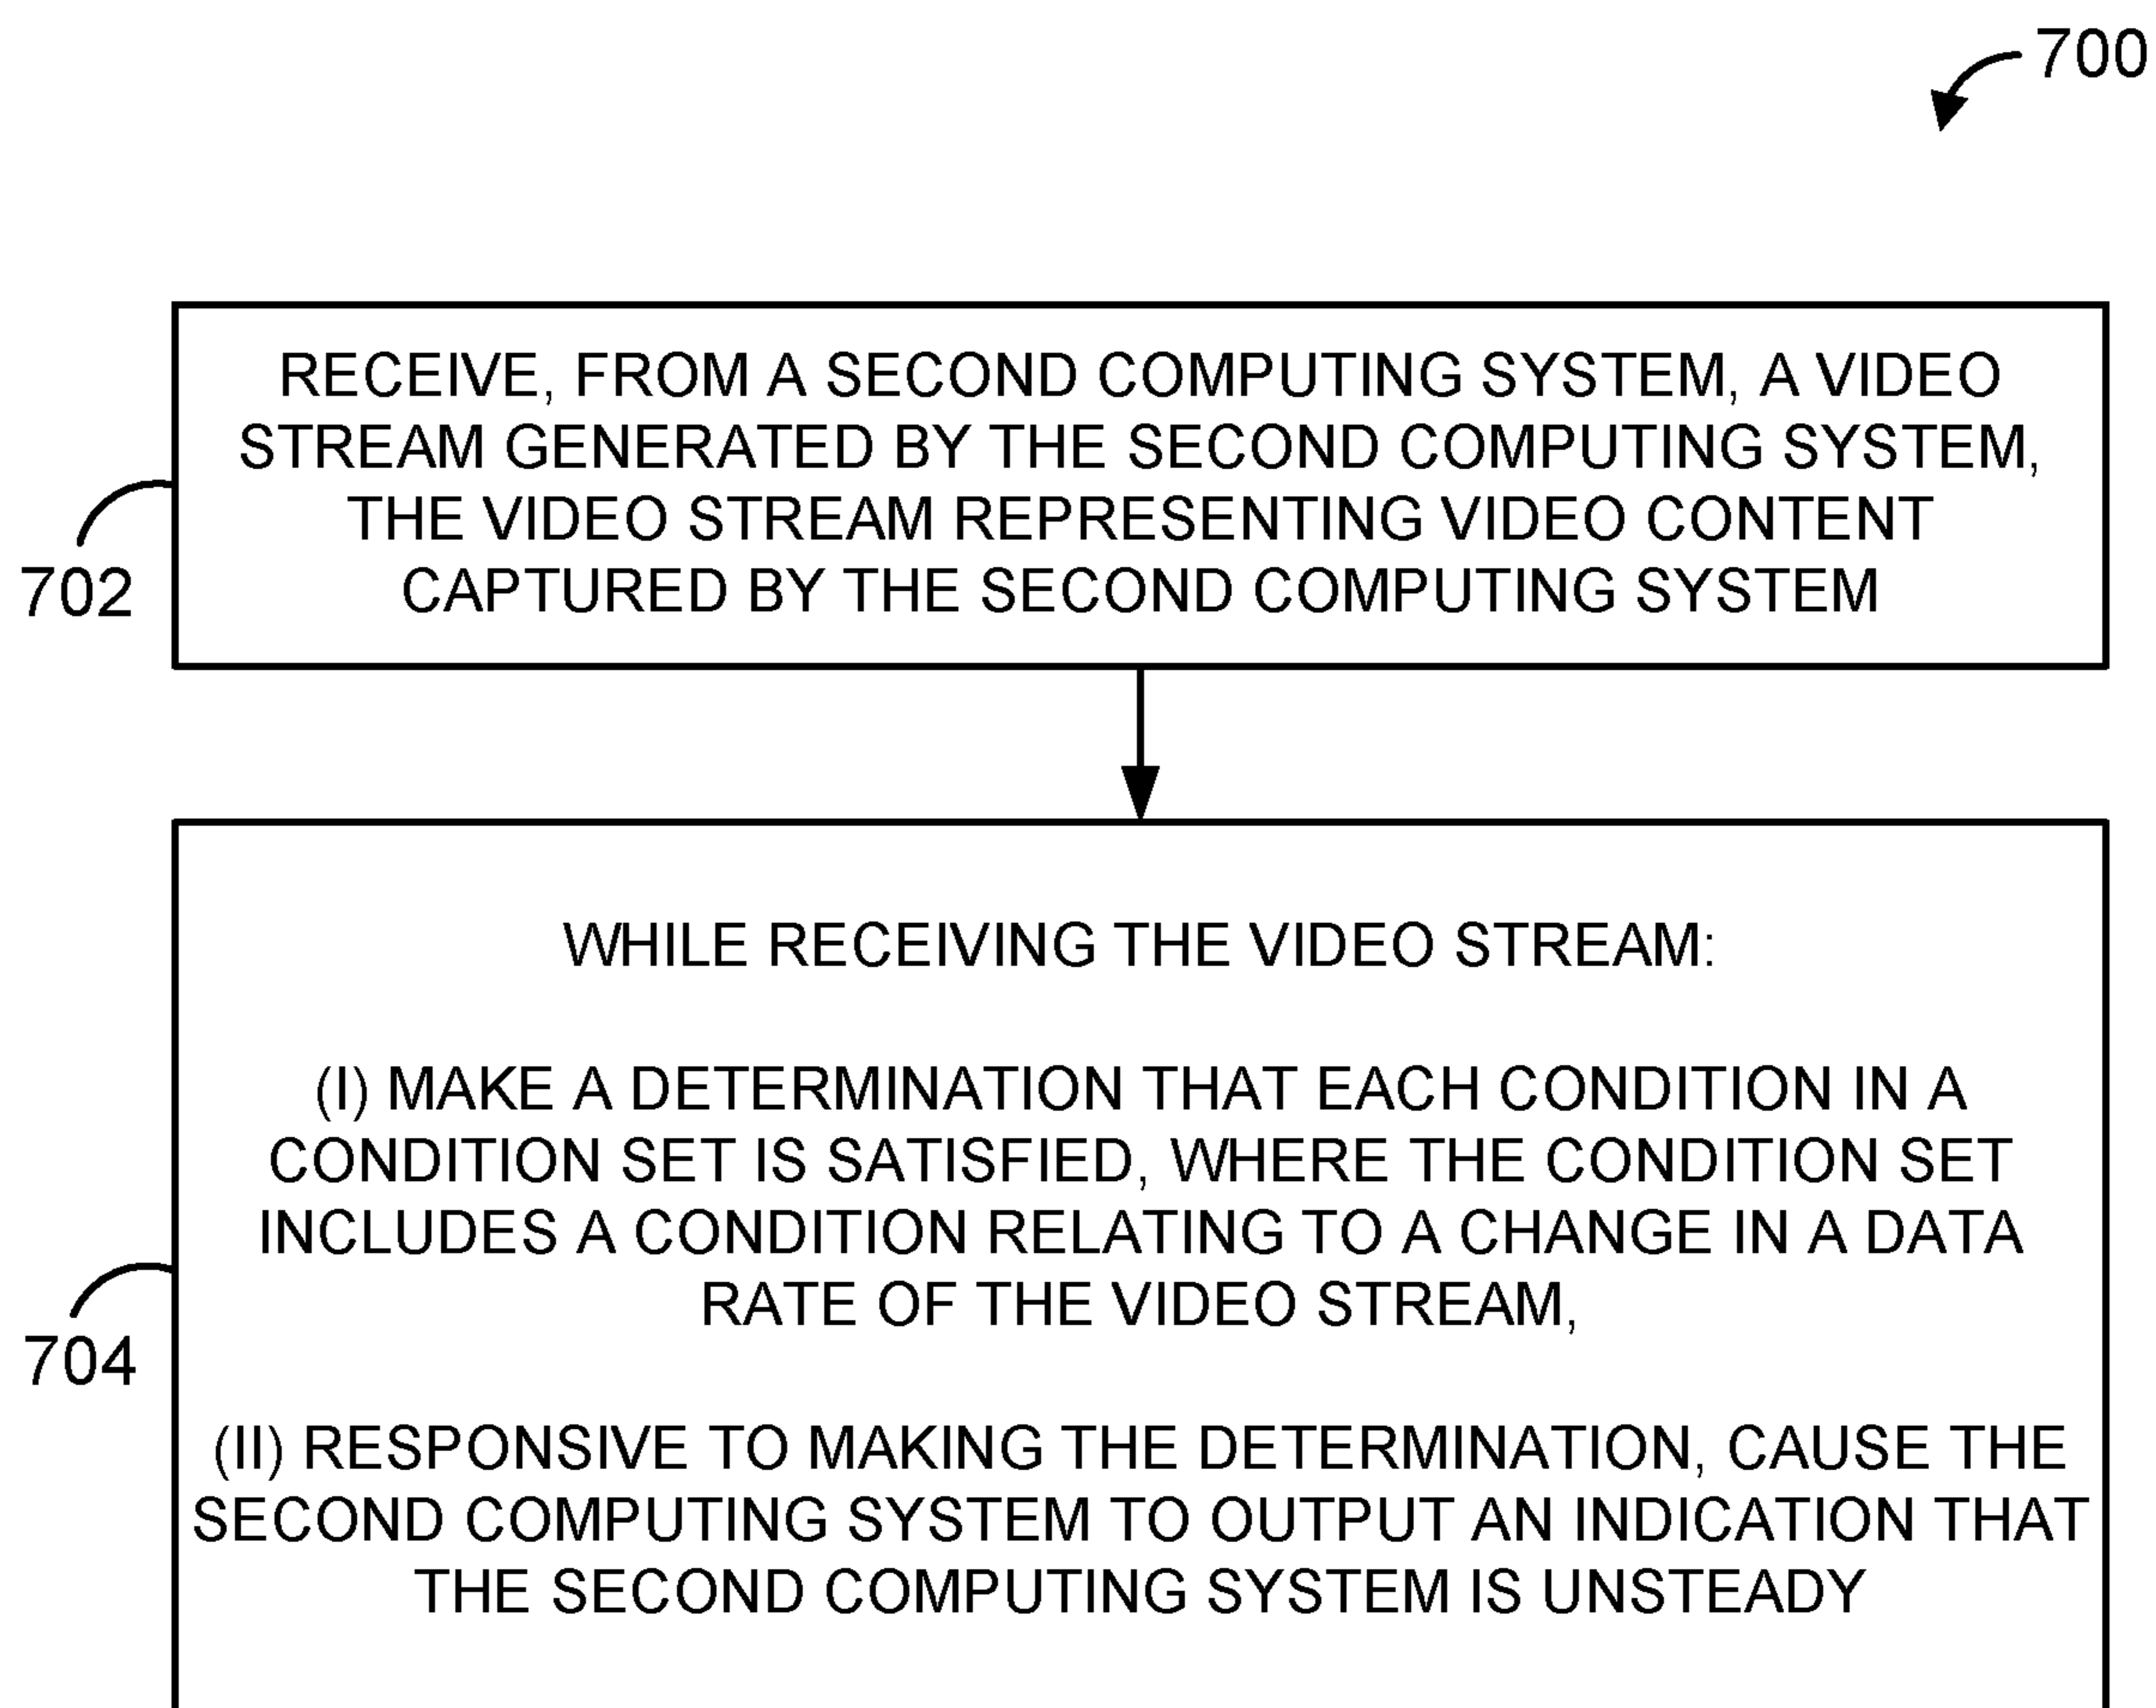 700
RECEIVE, FROM A SECOND COMPUTING SYSTEM, A VIDEO
STREAM GENERATED BY THE SECOND COMPUTING SYSTEM,
THE VIDEO STREAM REPRESENTING VIDEO CONTENT
CAPTURED BY THE SECOND COMPUTING SYSTEM
702
WHILE RECEIVING THE VIDEO STREAM:
(I) MAKE A DETERMINATION THAT EACH CONDITION IN A
CONDITION SET IS SATISFIED, WHERE THE CONDITION SET
INCLUDES A CONDITION RELATING TO A CHANGE IN A DATA
RATE OF THE VIDEO STREAM,
704
(II) RESPONSIVE TO MAKING THE DETERMINATION, CAUSE THE
SECOND COMPUTING SYSTEM TO OUTPUT AN INDICATION THAT
THE SECOND COMPUTING SYSTEM IS UNSTEADY